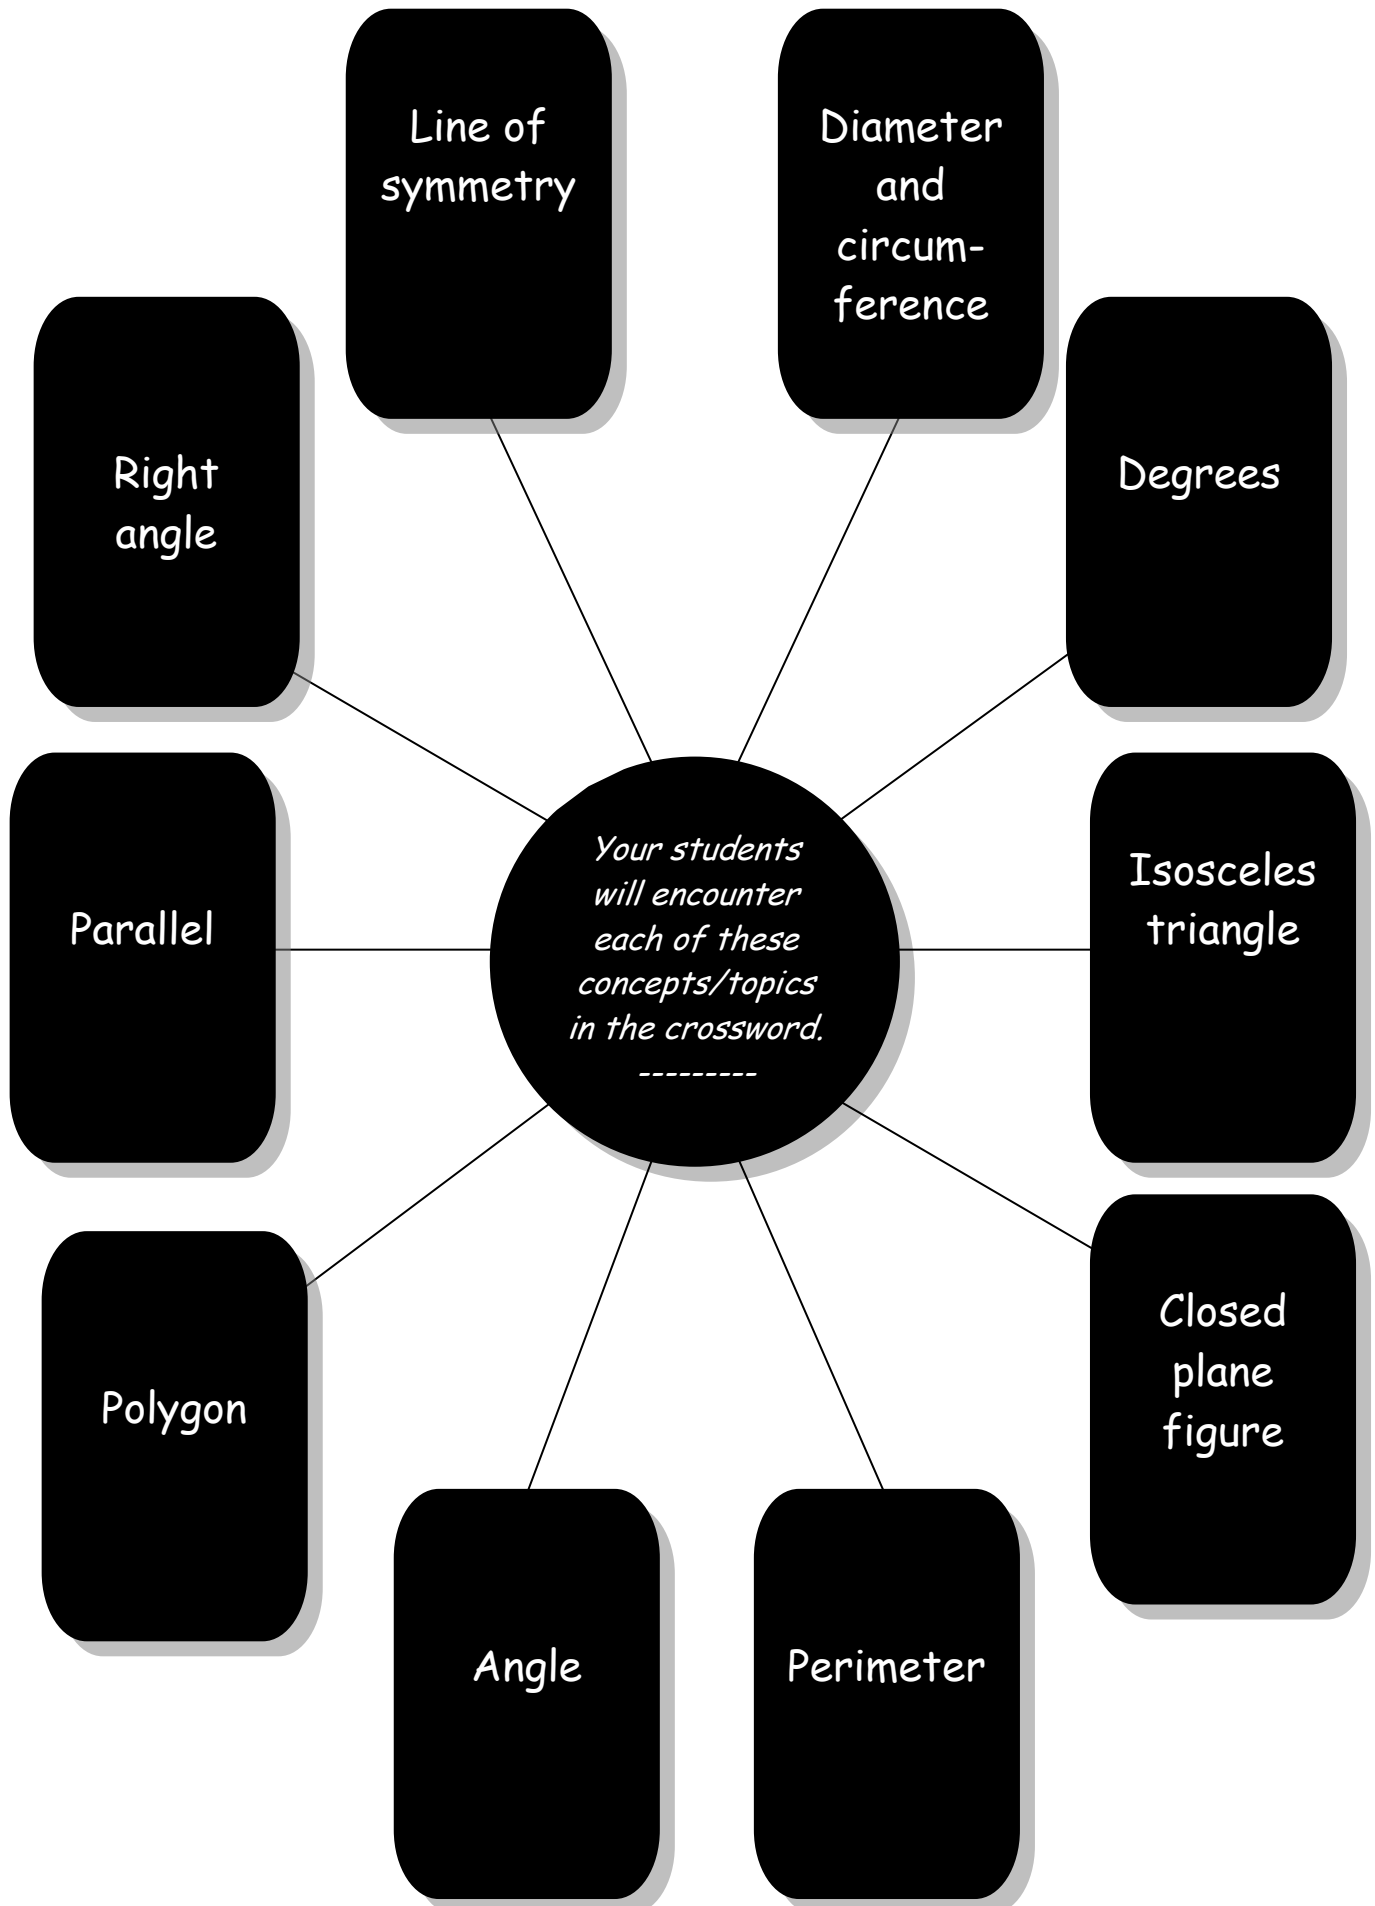 Line of
symmetry
Diameter
and
circum-
ference
Right
angle
Degrees
Your students
will encounter
each of these
concepts/topics
in the crossword.
---------
Parallel
Isosceles
triangle
Polygon
Closed
plane
figure
Angle
Perimeter